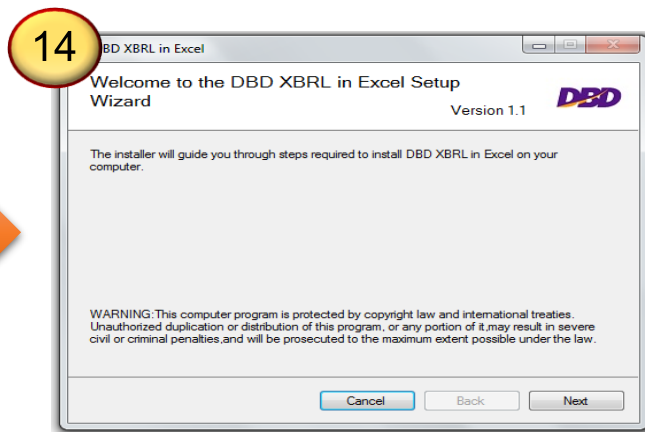 14
DBD XBRL in Excel
Welcome to the DBD XBRL in Excel Setup
Wizard
Version 1.1
DBD
The installer will guide you through steps required to install DBD XBRL in Excel on your
computer.
WARNING:This computer program is protected by copyright law and international treaties.
Unauthorized duplication or distribution of this program, or any portion of it,may result in severe
civil or criminal penalties,and will be prosecuted to the maximum extent possible under the law.
Cancel Back Next